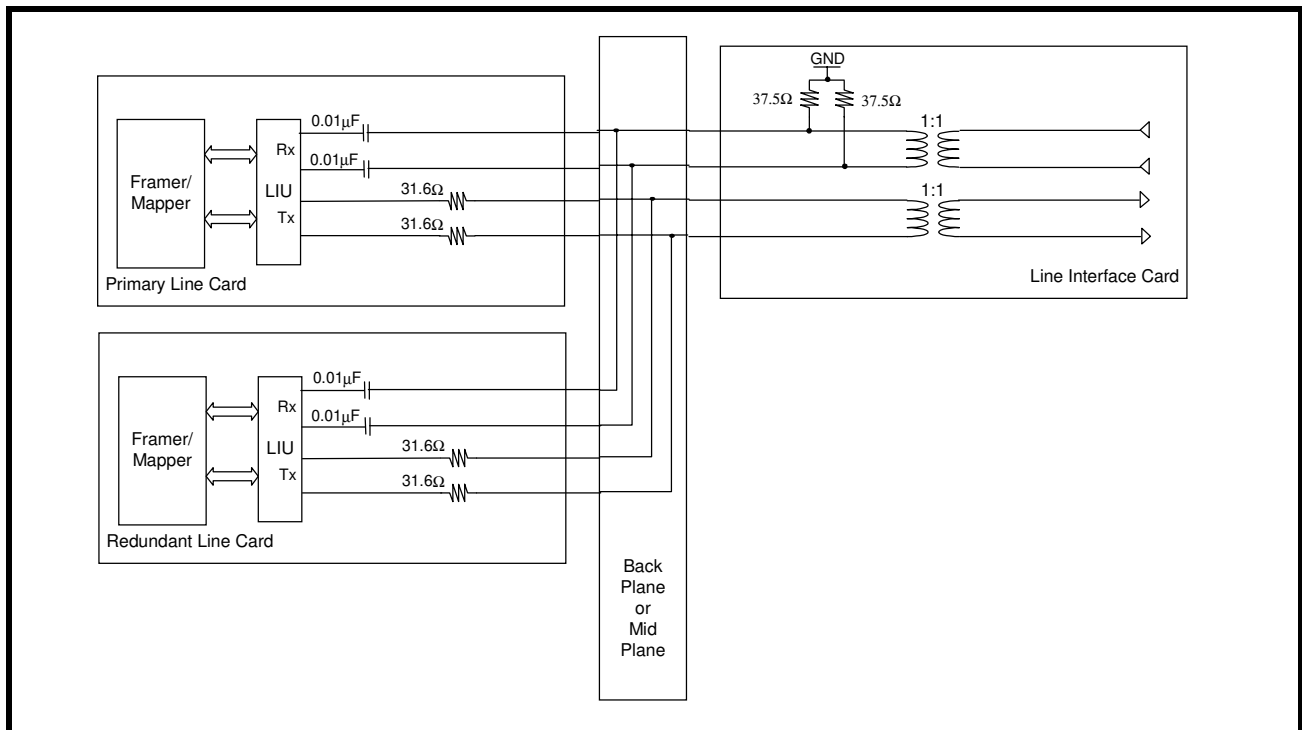 GND
37.5Ω
37.5Ω
0.01μF
1:1
Rx
0.01μF
Framer/
Mapper
LIU
31.6Ω
1:1
Tx
31.6Ω
Line Interface Card
Primary Line Card
0.01μF
Rx
0.01μF
Framer/
Mapper
LIU
31.6Ω
Tx
31.6Ω
Redundant Line Card
Back
Plane
or
Mid
Plane